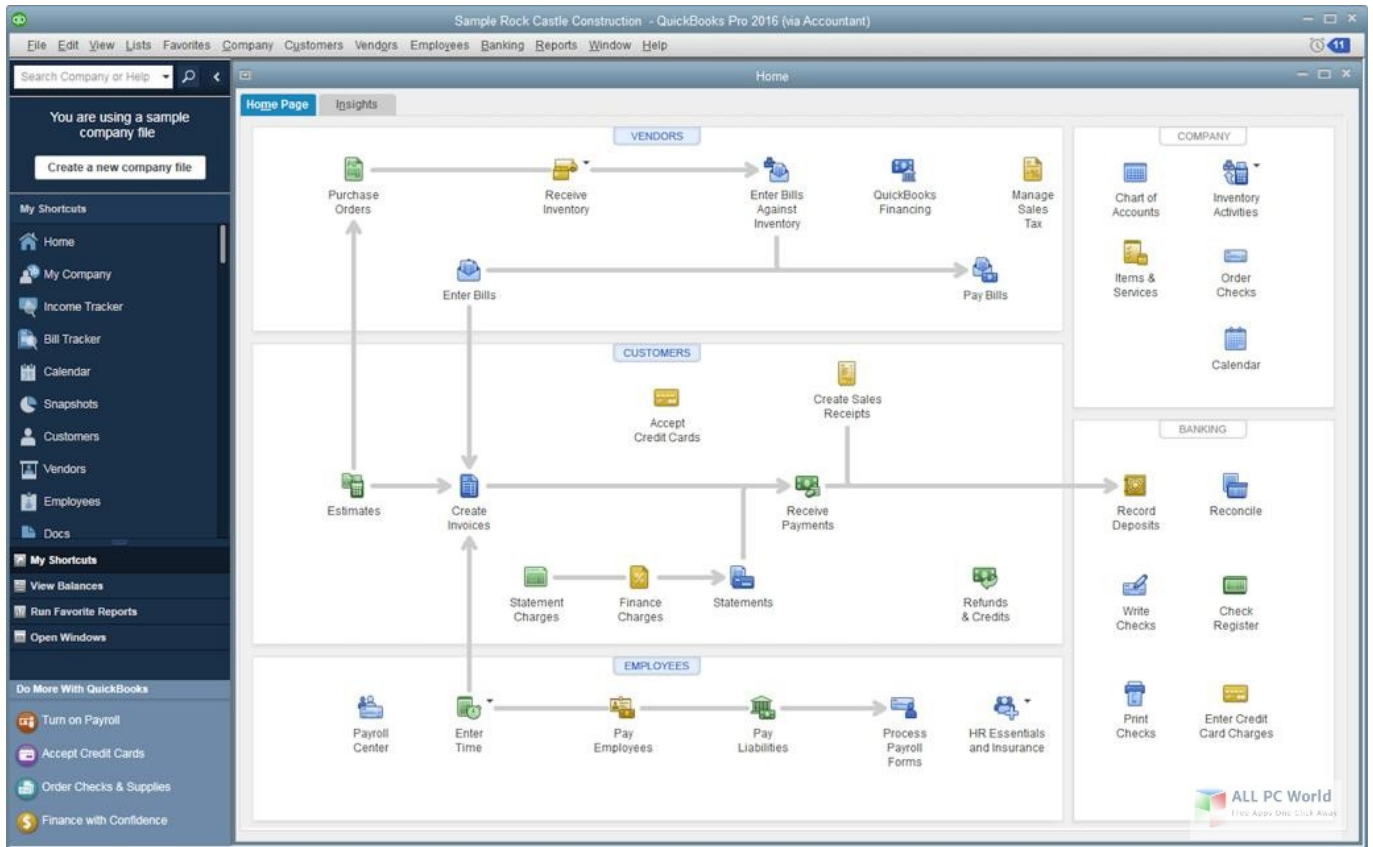 Sample Rock Castle Construction - QuickBooks Pro 2016 (via Accountant)
File Edit View Lists Favorites Company Customers Vendors Employees Banking Reports Window Help
11
Search Company or Help
Home
You are using a sample
company file
Create a new company file
My Shortcuts
Home
My Company
Income Tracker
Bill Tracker
Calendar
Snapshots
Customers
Vendors
Employees
Docs
My Shortcuts
View Balances
Run Favorite Reports
Open Windows
Do More With QuickBooks
Turn on Payroll
Accept Credit Cards
Order Checks & Supplies
Finance with Confidence
Home Page
Insights
VENDORS
Purchase
Orders
Receive
Inventory
Enter Bills
Against
Inventory
QuickBooks
Financing
Manage
Sales
Tax
Enter Bills
Pay Bills
CUSTOMERS
Accept
Credit Cards
Create Sales
Receipts
Estimates
Create
Invoices
Receive
Payments
Statement
Charges
Finance
Charges
Statements
Refunds
& Credits
EMPLOYEES
Payroll
Center
Enter
Time
Pay
Employees
Pay
Liabilities
Process
Payroll
Forms
HR Essentials
and Insurance
COMPANY
Chart of
Accounts
Inventory
Activities
Items &
Services
Order
Checks
Calendar
BANKING
Record
Deposits
Reconcile
Write
Checks
Check
Register
Print
Checks
Enter Credit
Card Charges
ALL PC World
Free Apps One Click Away